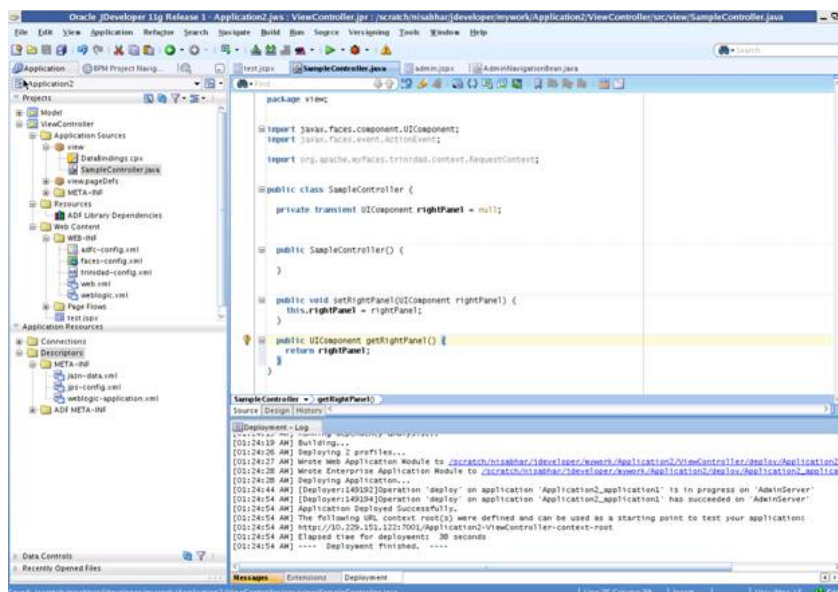 Oracle JDeveloper 11g Release 1 - Application2.jws : ViewController.jpr : /scratch/nisabhar/jdeveloper/mywork/Application2/ViewController/src/view/SampleController.java
File Edit View Application Refactor Search Navigate Build Run Source Versioning Tools Window Help
Search
Application
BPM Project Navig...
test.jspx
SampleController.java
admin.jspx
AdminNavigationBean.java
Application2
Find
Projects
Model
ViewController
Application Sources
view
DataBindings.cpx
SampleController.java
view.pageDefs
META-INF
Resources
ADF Library Dependencies
Web Content
WEB-INF
adfc-config.xml
faces-config.xml
trinidad-config.xml
web.xml
weblogic.xml
Page Flows
test.jspx
Application Resources
Connections
Descriptors
META-INF
jazn-data.xml
jps-config.xml
weblogic-application.xml
ADF META-INF
Data Controls
Recently Opened Files
package view;
import javax.faces.component.UIComponent;
import javax.faces.event.ActionEvent;
import org.apache.myfaces.trinidad.context.RequestContext;
public class SampleController {
private transient UIComponent rightPanel = null;
public SampleController() {
}
public void setRightPanel(UIComponent rightPanel) {
this.rightPanel = rightPanel;
}
public UIComponent getRightPanel() {
return rightPanel;
}
}
SampleController getRightPanel()
Source Design History
Deployment - Log
[01:24:19 AM] Building...
[01:24:26 AM] Deploying 2 profiles...
[01:24:27 AM] Wrote Web Application Module to /scratch/nisabhar/jdeveloper/mywork/Application2/ViewController/deploy/Application2
[01:24:28 AM] Wrote Enterprise Application Module to /scratch/nisabhar/jdeveloper/mywork/Application2/deploy/Application2_applica
[01:24:28 AM] Deploying Application...
[01:24:44 AM] [Deployer:149192]Operation 'deploy' on application 'Application2_application1' is in progress on 'AdminServer'
[01:24:54 AM] [Deployer:149194]Operation 'deploy' on application 'Application2_application1' has succeeded on 'AdminServer'
[01:24:54 AM] Application Deployed Successfully.
[01:24:54 AM] The following URL context root(s) were defined and can be used as a starting point to test your application:
[01:24:54 AM] http://10.229.151.122:7001/Application2-ViewController-context-root
[01:24:54 AM] Elapsed time for deployment: 38 seconds
[01:24:54 AM] ---- Deployment finished. ----
Messages Extensions Deployment